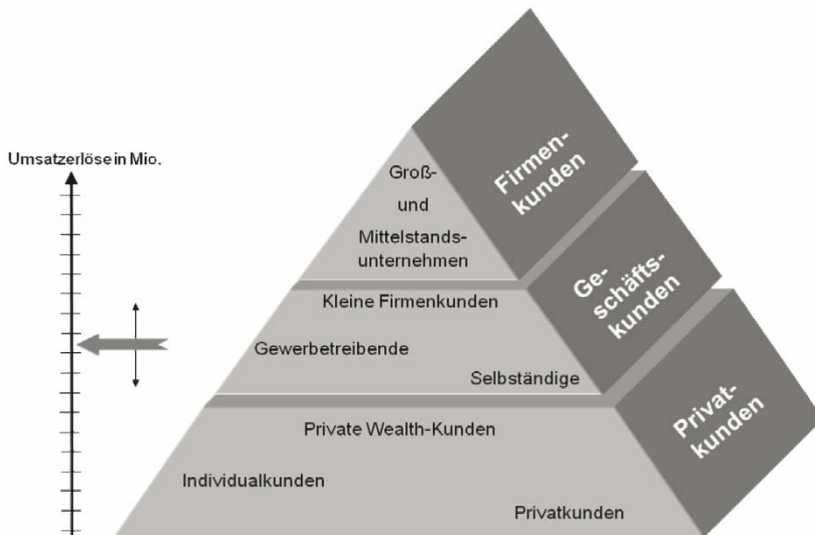 Umsatzerlöse in Mio.
Groß-
und
Mittelstands-
unternehmen
Firmen-
kunden
Kleine Firmenkunden
Gewerbetreibende
Selbständige
Ge-
schäfts-
kunden
Private Wealth-Kunden
Individualkunden
Privatkunden
Privat-
kunden